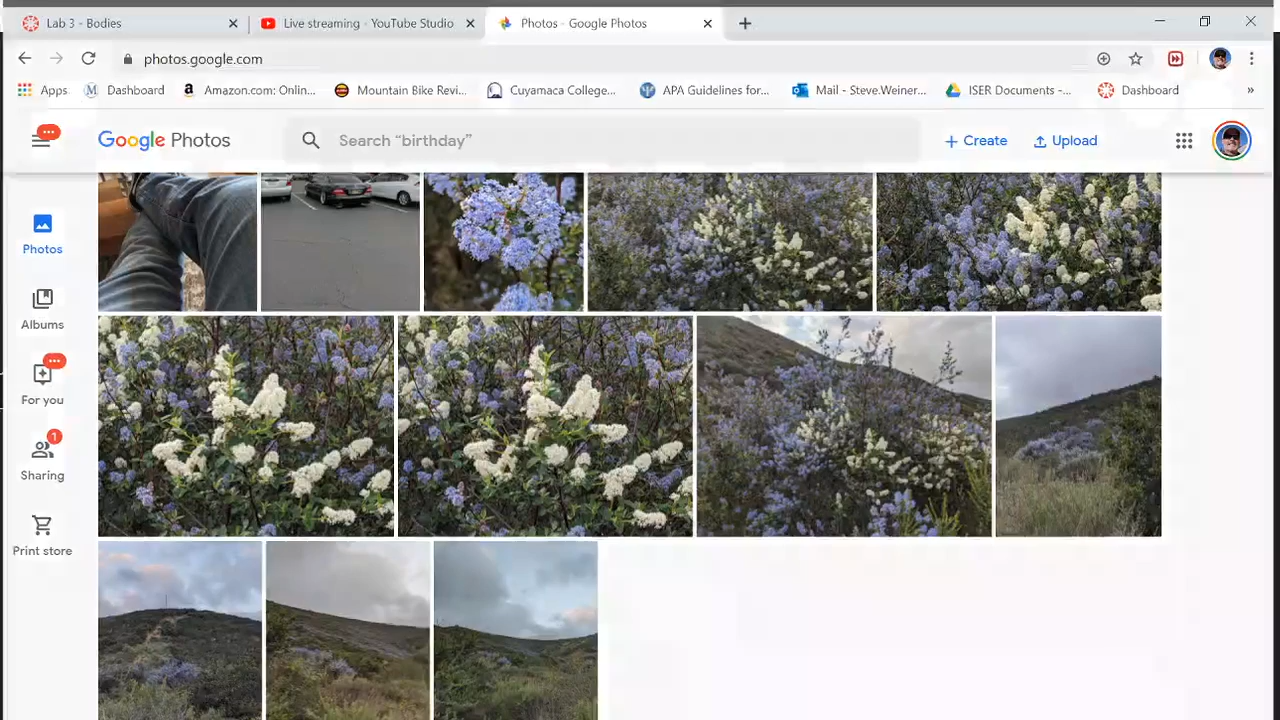 Lab 3 - Bodies
Live streaming - YouTube Studio
Photos - Google Photos
photos.google.com
Apps
Dashboard
Amazon.com: Onlin...
Mountain Bike Revi...
Cuyamaca College...
APA Guidelines for...
Mail - Steve.Weiner...
ISER Documents -...
Dashboard
»
Google Photos
Search “birthday”
+ Create
Upload
Photos
Albums
For you
1
Sharing
Print store